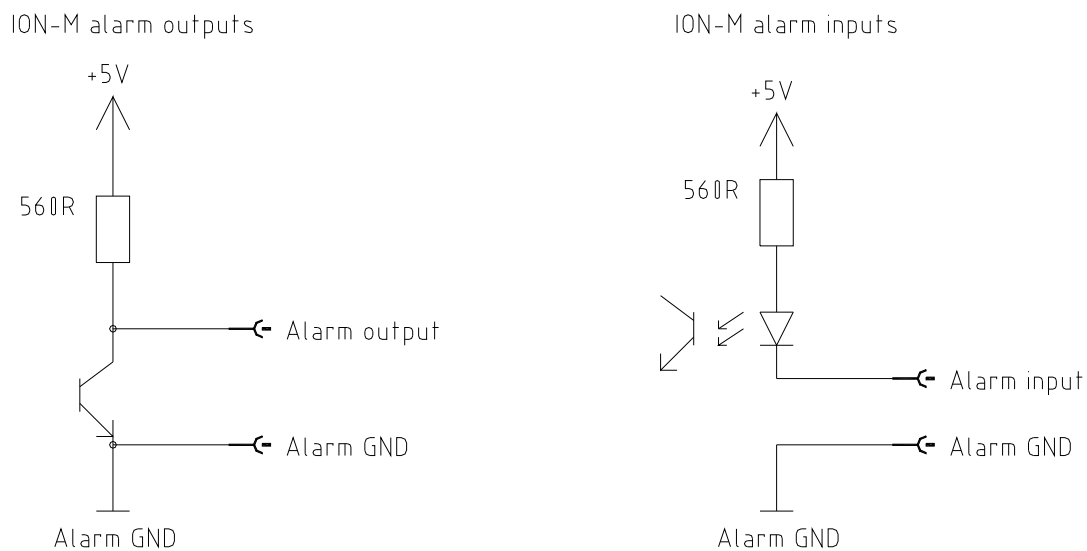 ION-M alarm outputs
+5V
560R
Alarm output
Alarm GND
Alarm GND
ION-M alarm inputs
+5V
560R
Alarm input
Alarm GND
Alarm GND